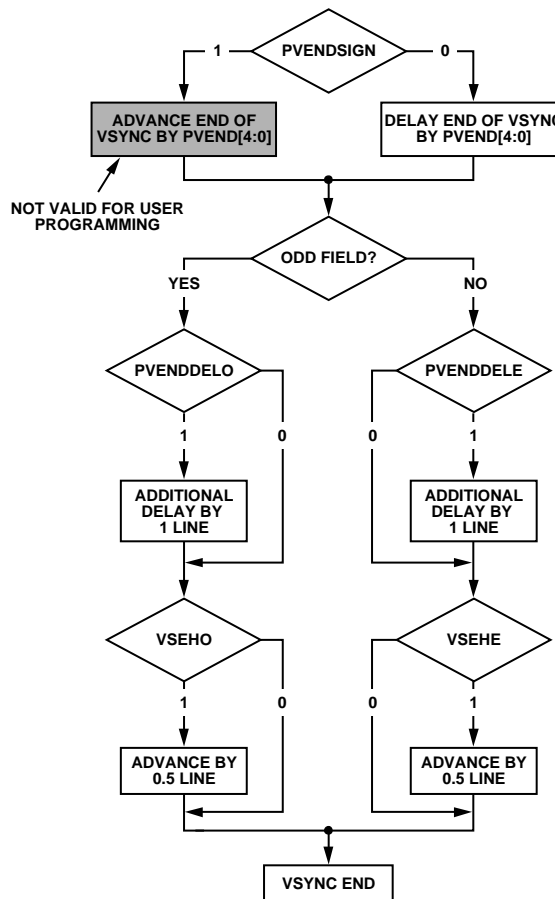 PVENDSIGN
1
0
ADVANCE END OF
VSYNC BY PVEND[4:0]
DELAY END OF VSYNC
BY PVEND[4:0]
NOT VALID FOR USER
PROGRAMMING
ODD FIELD?
YES
NO
PVENDDELO
PVENDDELE
1
0
0
1
ADDITIONAL
DELAY BY
1 LINE
ADDITIONAL
DELAY BY
1 LINE
VSEHO
VSEHE
1
0
0
1
ADVANCE BY
0.5 LINE
ADVANCE BY
0.5 LINE
VSYNC END